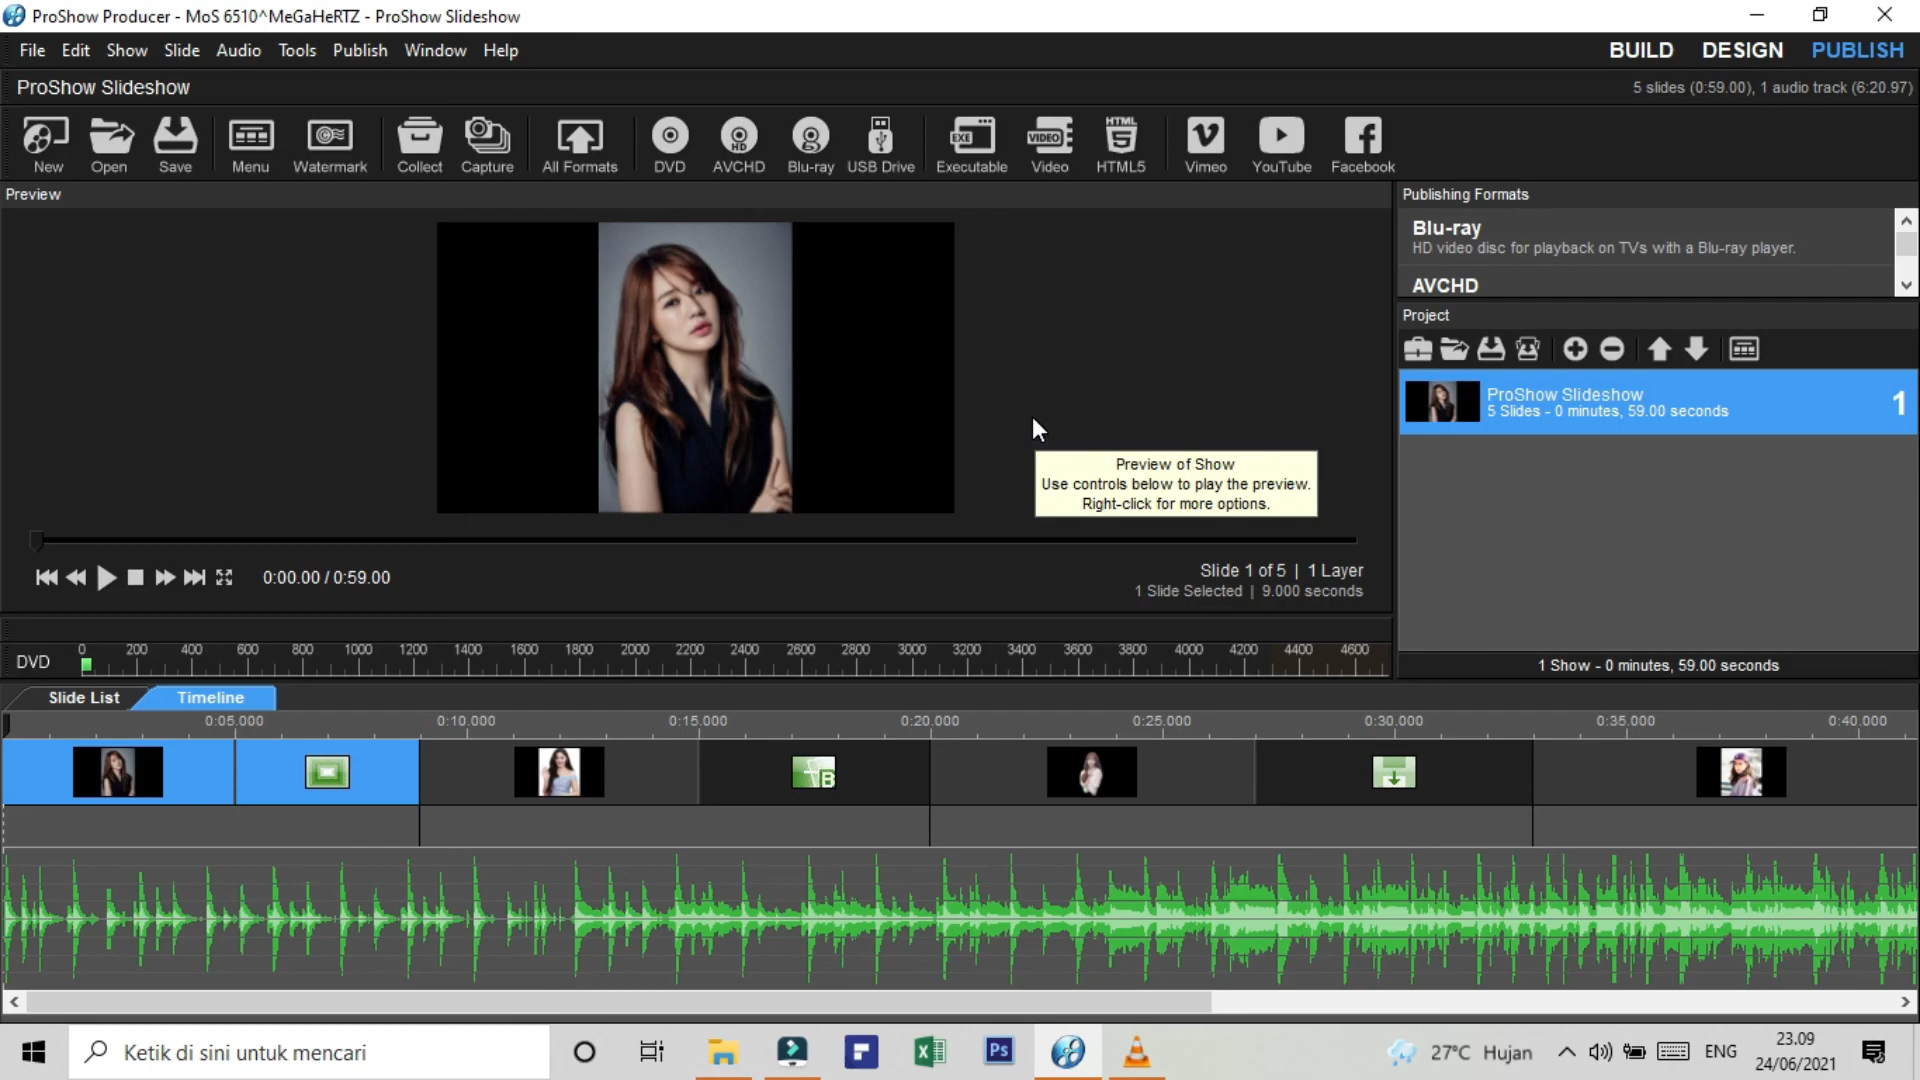 ProShow Producer - MoS 6510^MeGaHeRTZ - ProShow Slideshow
File Edit Show Slide Audio Tools Publish Window Help
BUILD DESIGN PUBLISH
ProShow Slideshow
5 slides (0:59.00), 1 audio track (6:20.97)
New Open Save Menu Watermark Collect Capture All Formats DVD AVCHD Blu-ray USB Drive Executable Video HTML5 Vimeo YouTube Facebook
Preview
Publishing Formats
Blu-ray
HD video disc for playback on TVs with a Blu-ray player.
AVCHD
Project
ProShow Slideshow
5 Slides - 0 minutes, 59.00 seconds
1
Preview of Show
Use controls below to play the preview.
Right-click for more options.
0:00.00 / 0:59.00
Slide 1 of 5 | 1 Layer
1 Slide Selected | 9.000 seconds
DVD 0 200 400 600 800 1000 1200 1400 1600 1800 2000 2200 2400 2600 2800 3000 3200 3400 3600 3800 4000 4200 4400 4600
1 Show - 0 minutes, 59.00 seconds
Slide List Timeline
0:05.000 0:10.000 0:15.000 0:20.000 0:25.000 0:30.000 0:35.000 0:40.000
B
Ketik di sini untuk mencari
Ps
27°C Hujan
ENG
23.09
24/06/2021